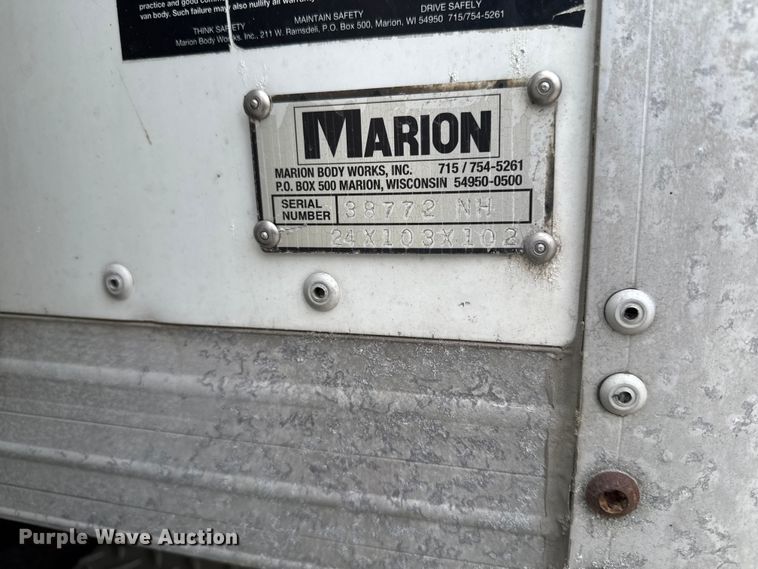 practice and good
van body. Such failure may also nullify all warranty
THINK SAFETY MAINTAIN SAFETY DRIVE SAFELY
Marion Body Works, Inc., 211 W. Ramsdell, P.O. Box 500, Marion, WI 54950 715/754-5261
MARION
MARION BODY WORKS, INC. 715 / 754-5261
P.O. BOX 500 MARION, WISCONSIN 54950-0500
SERIAL NUMBER 38772 NH
24X103X102
Purple Wave Auction